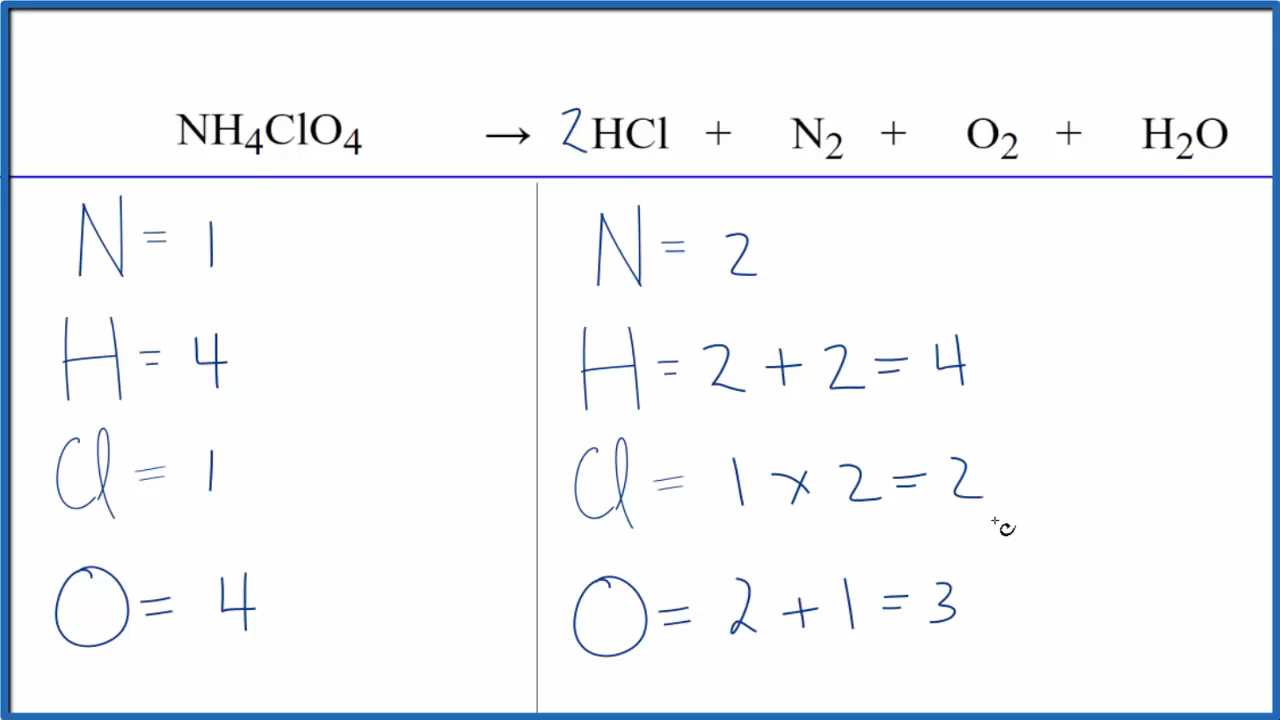 NH₄ClO₄ → 2HCl + N₂ + O₂ + H₂O
N = 1
H = 4
Cl = 1
O = 4
N = 2
H = 2 + 2 = 4
Cl = 1 x 2 = 2
O = 2 + 1 = 3